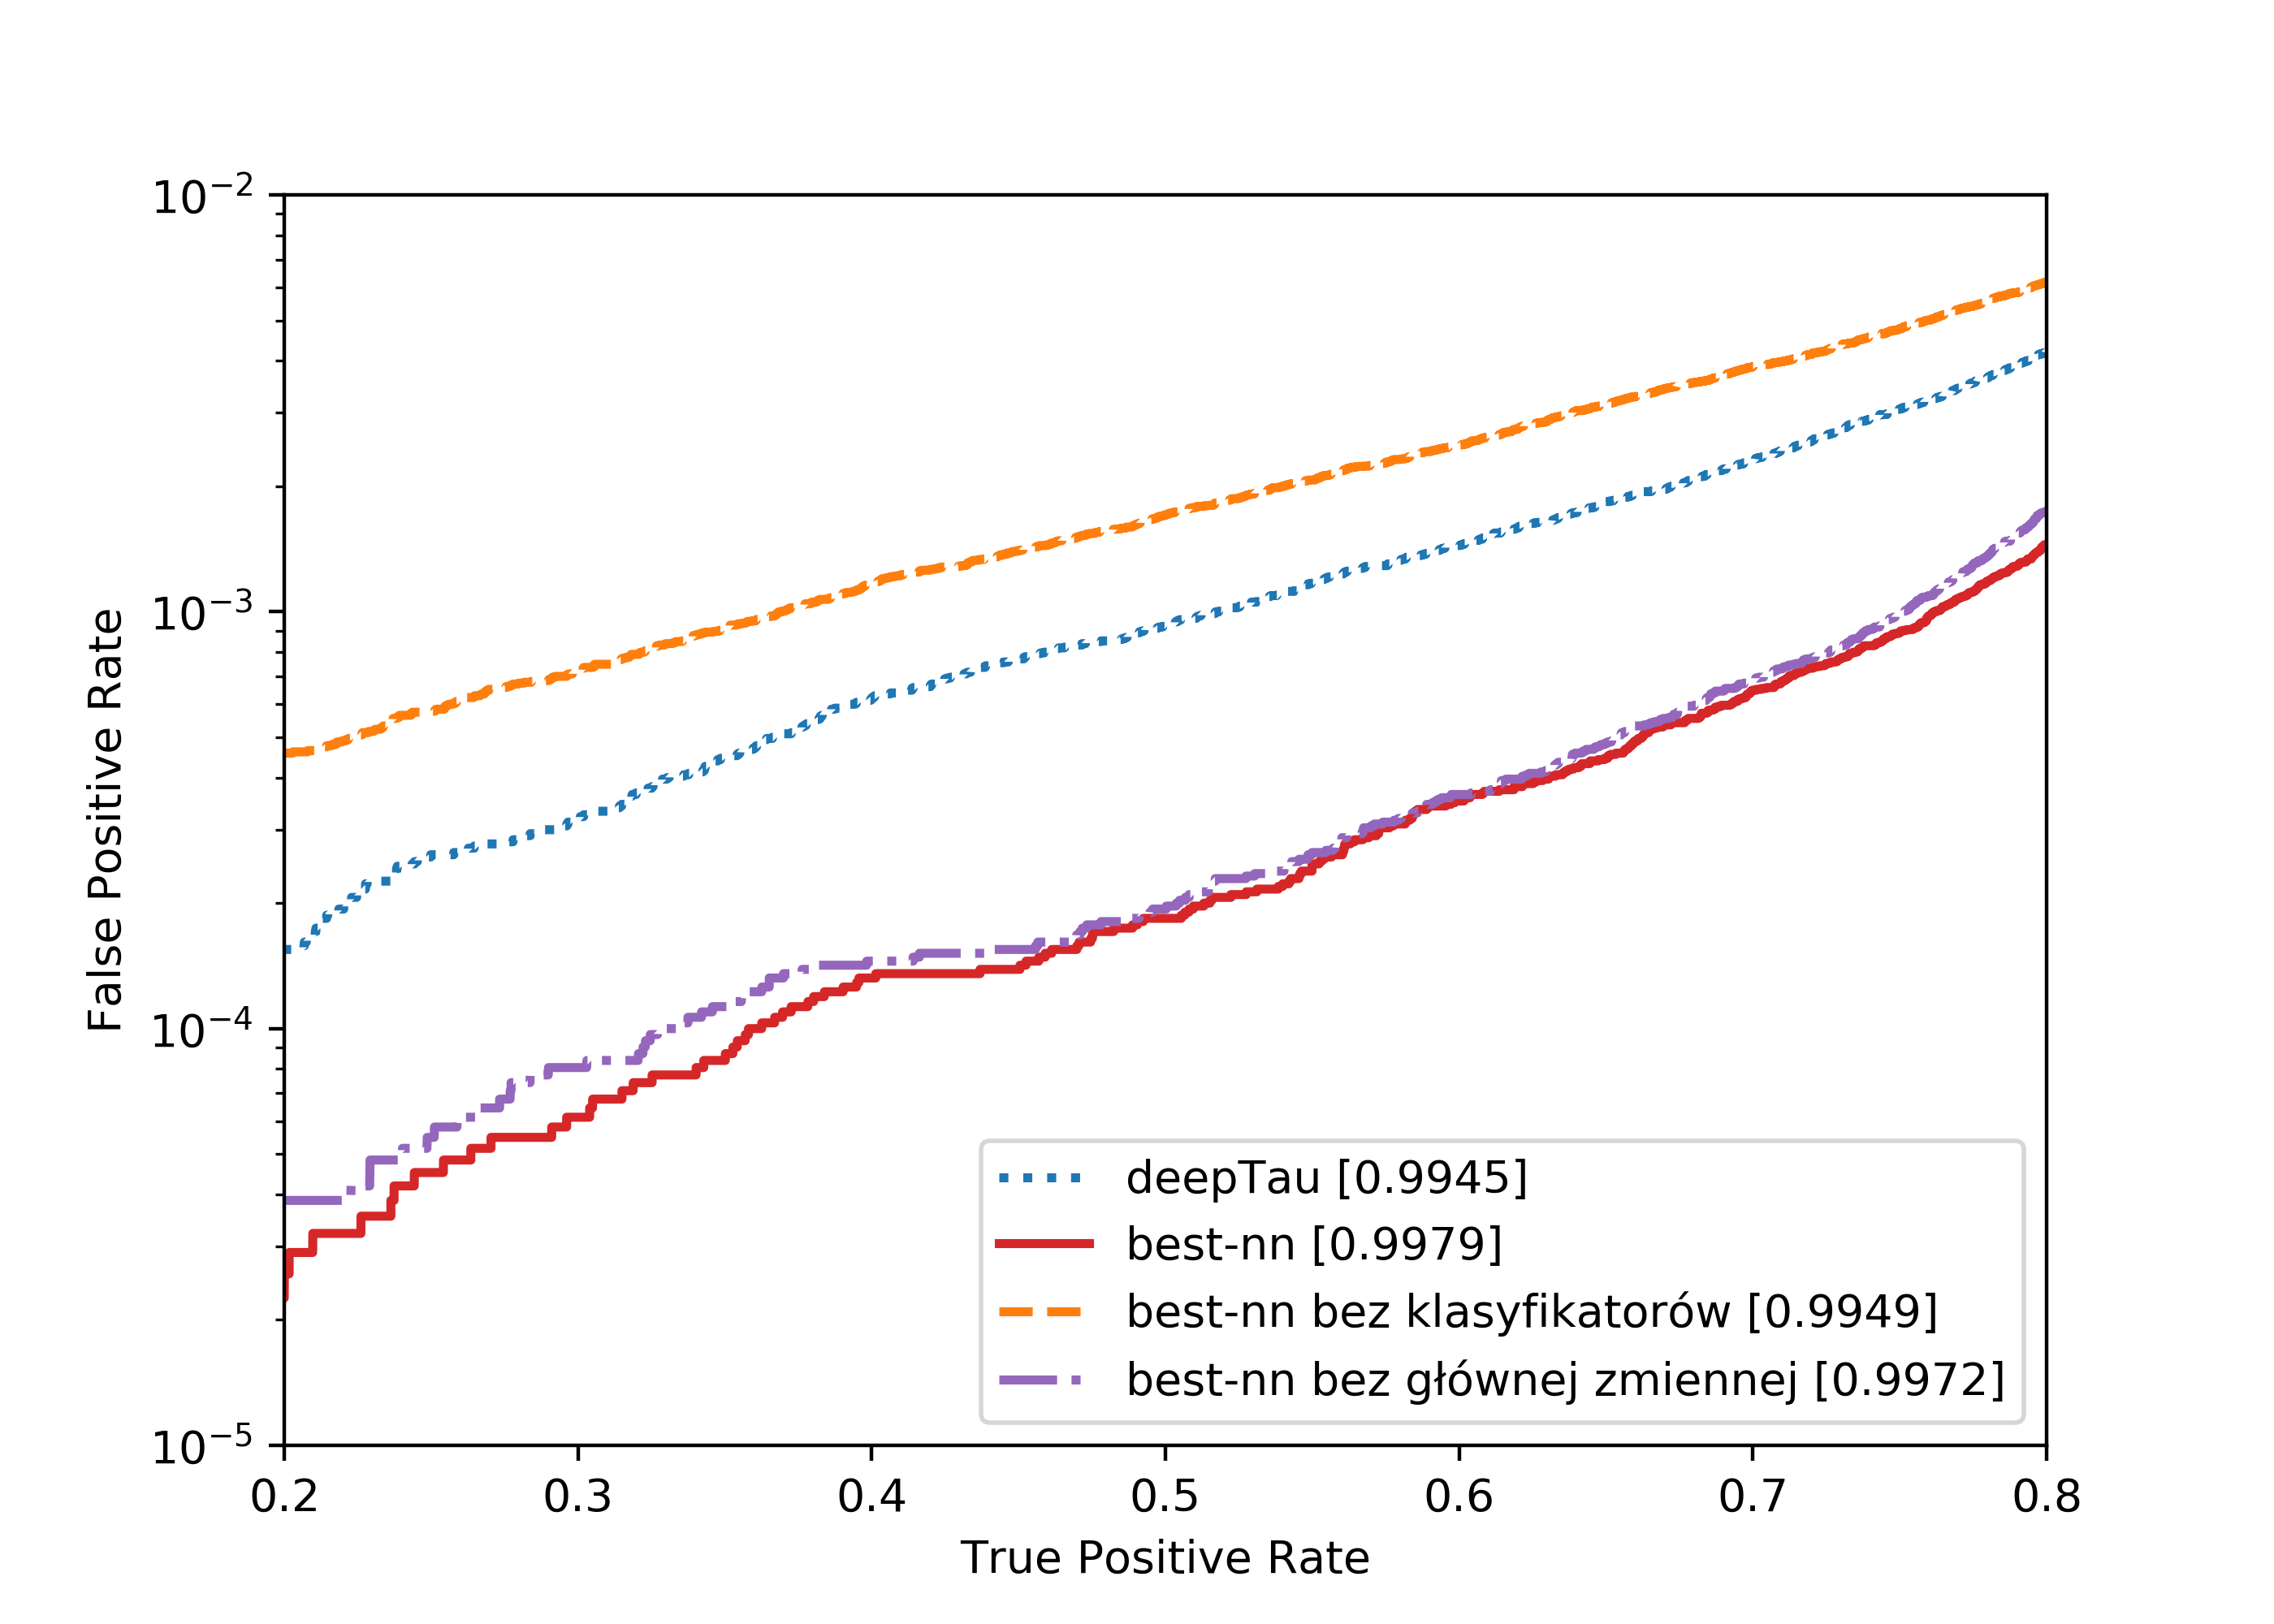 10⁻²
10⁻³
10⁻⁴
10⁻⁵
False Positive Rate
deepTau [0.9945]
best-nn [0.9979]
best-nn bez klasyfikatorów [0.9949]
best-nn bez głównej zmiennej [0.9972]
0.2 0.3 0.4 0.5 0.6 0.7 0.8
True Positive Rate